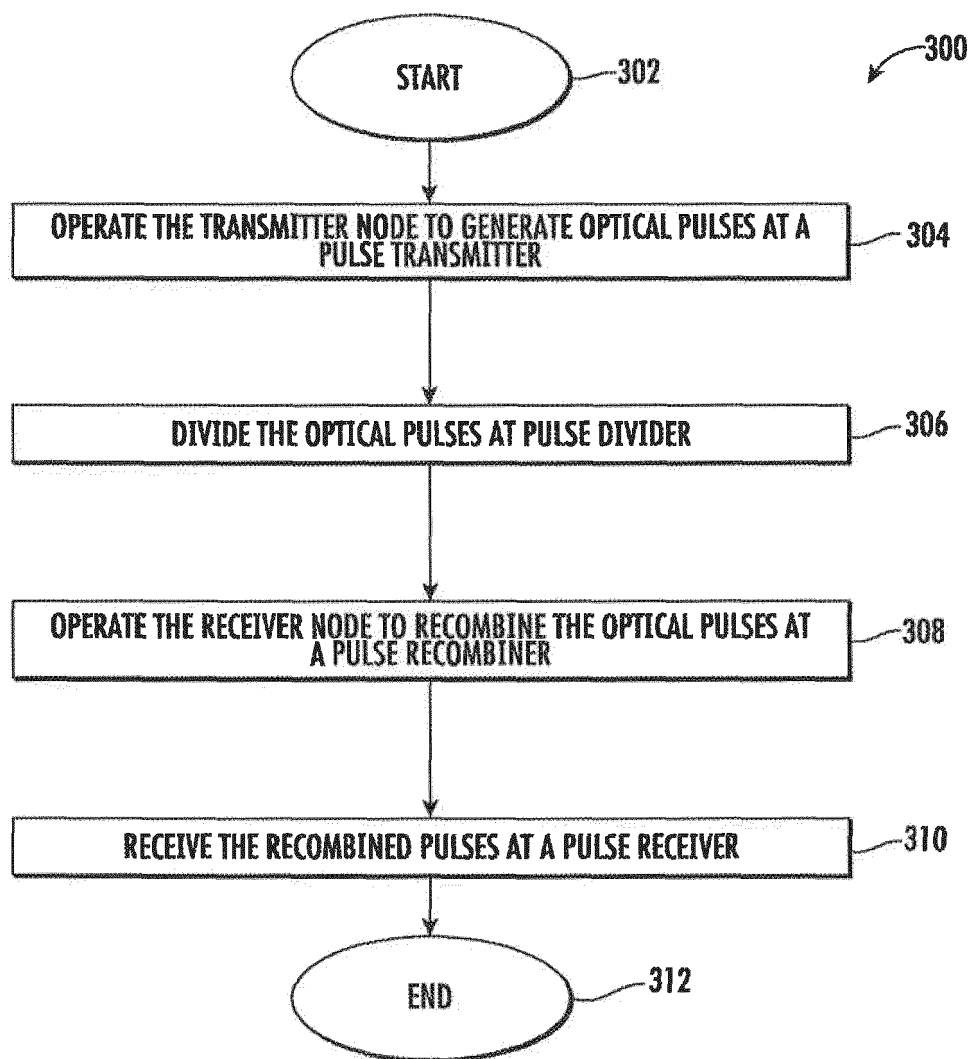 START
302
300
OPERATE THE TRANSMITTER NODE TO GENERATE OPTICAL PULSES AT A
PULSE TRANSMITTER
304
DIVIDE THE OPTICAL PULSES AT PULSE DIVIDER
306
OPERATE THE RECEIVER NODE TO RECOMBINE THE OPTICAL PULSES AT
A PULSE RECOMBINER
308
RECEIVE THE RECOMBINED PULSES AT A PULSE RECEIVER
310
END
312